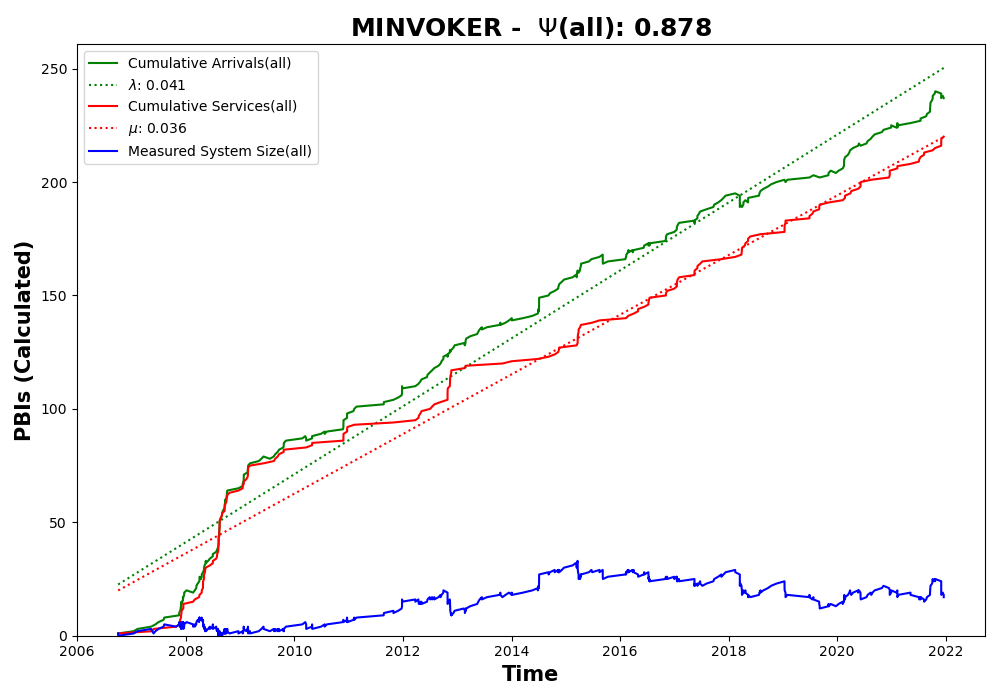 MINVOKER - Ψ(all): 0.878
Cumulative Arrivals(all)
λ: 0.041
Cumulative Services(all)
μ: 0.036
Measured System Size(all)
PBIs (Calculated)
250
200
150
100
50
0
2006 2008 2010 2012 2014 2016 2018 2020 2022
Time